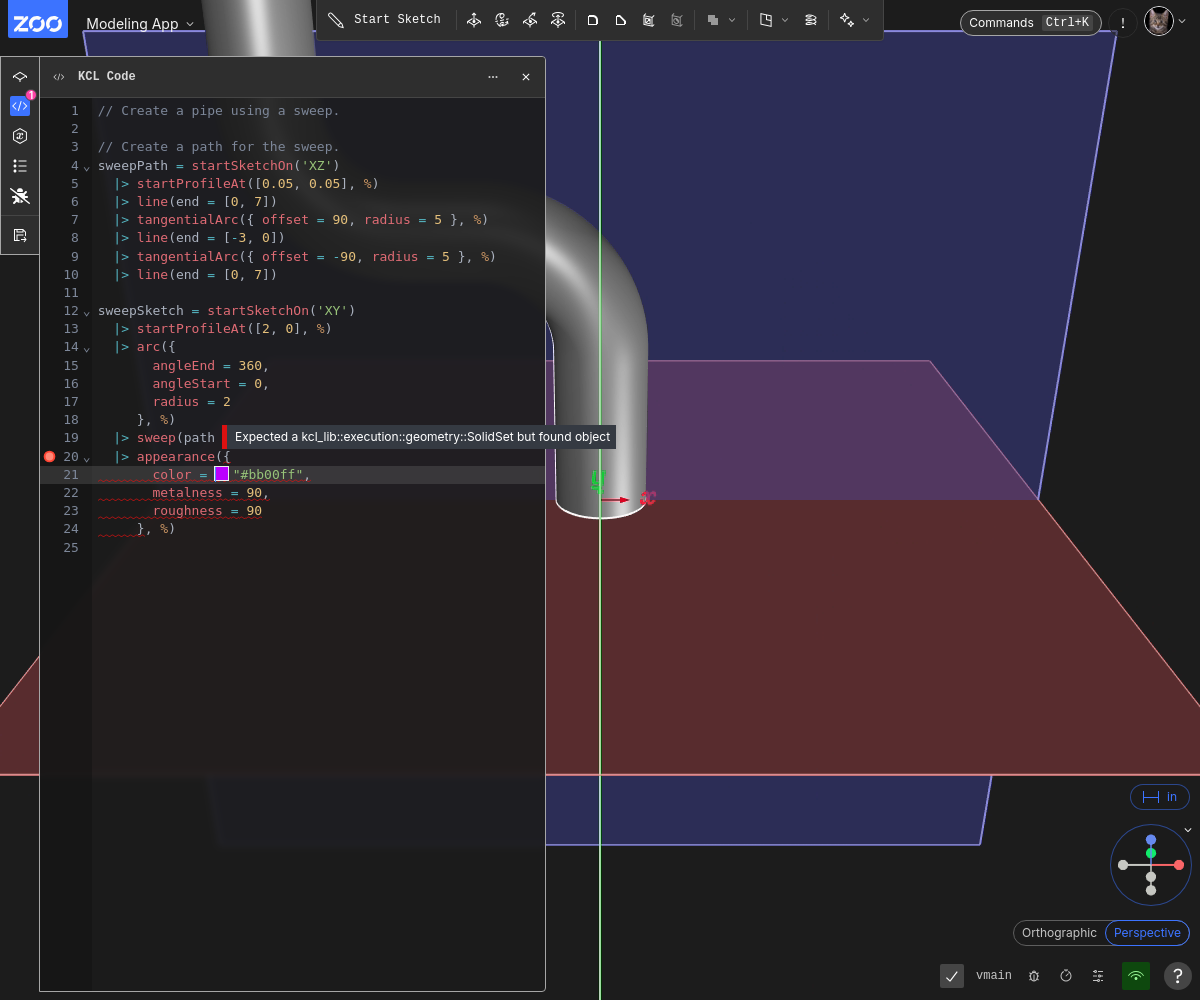 ZOO
Modeling App
Start Sketch
Commands Ctrl+K
!
KCL Code
1
1 // Create a pipe using a sweep.
2
3 // Create a path for the sweep.
4 sweepPath = startSketchOn('XZ')
5 |> startProfileAt([0.05, 0.05], %)
6 |> line(end = [0, 7])
7 |> tangentialArc({ offset = 90, radius = 5 }, %)
8 |> line(end = [-3, 0])
9 |> tangentialArc({ offset = -90, radius = 5 }, %)
10 |> line(end = [0, 7])
11
12 sweepSketch = startSketchOn('XY')
13 |> startProfileAt([2, 0], %)
14 |> arc({
15 angleEnd = 360,
16 angleStart = 0,
17 radius = 2
18 }, %)
19 |> sweep(path
Expected a kcl_lib::execution::geometry::SolidSet but found object
20 |> appearance({
21 color = "#bb00ff",
22 metalness = 90,
23 roughness = 90
24 }, %)
25
y
x
in
Orthographic Perspective
vmain
?